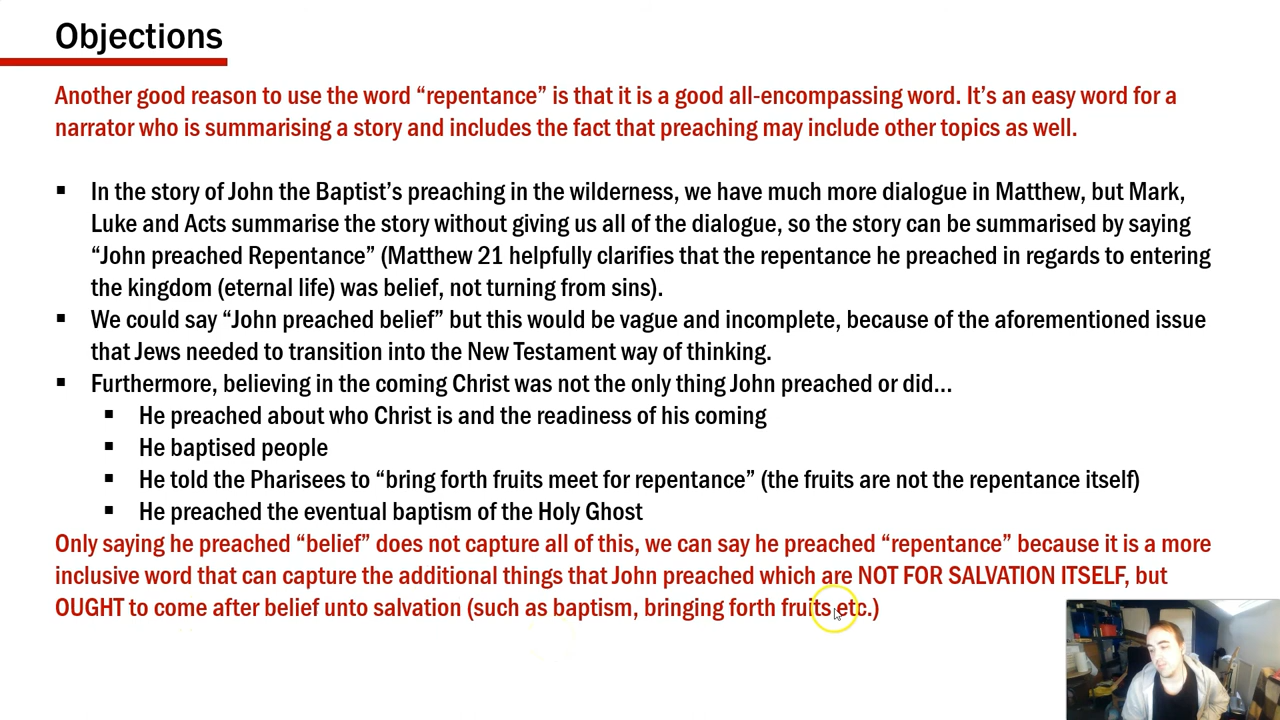 Objections
Another good reason to use the word “repentance” is that it is a good all-encompassing word. It’s an easy word for a
narrator who is summarising a story and includes the fact that preaching may include other topics as well.
▪ In the story of John the Baptist’s preaching in the wilderness, we have much more dialogue in Matthew, but Mark,
Luke and Acts summarise the story without giving us all of the dialogue, so the story can be summarised by saying
“John preached Repentance” (Matthew 21 helpfully clarifies that the repentance he preached in regards to entering
the kingdom (eternal life) was belief, not turning from sins).
▪ We could say “John preached belief” but this would be vague and incomplete, because of the aforementioned issue
that Jews needed to transition into the New Testament way of thinking.
▪ Furthermore, believing in the coming Christ was not the only thing John preached or did...
▪ He preached about who Christ is and the readiness of his coming
▪ He baptised people
▪ He told the Pharisees to “bring forth fruits meet for repentance” (the fruits are not the repentance itself)
▪ He preached the eventual baptism of the Holy Ghost
Only saying he preached “belief” does not capture all of this, we can say he preached “repentance” because it is a more
inclusive word that can capture the additional things that John preached which are NOT FOR SALVATION ITSELF, but
OUGHT to come after belief unto salvation (such as baptism, bringing forth fruits etc.)